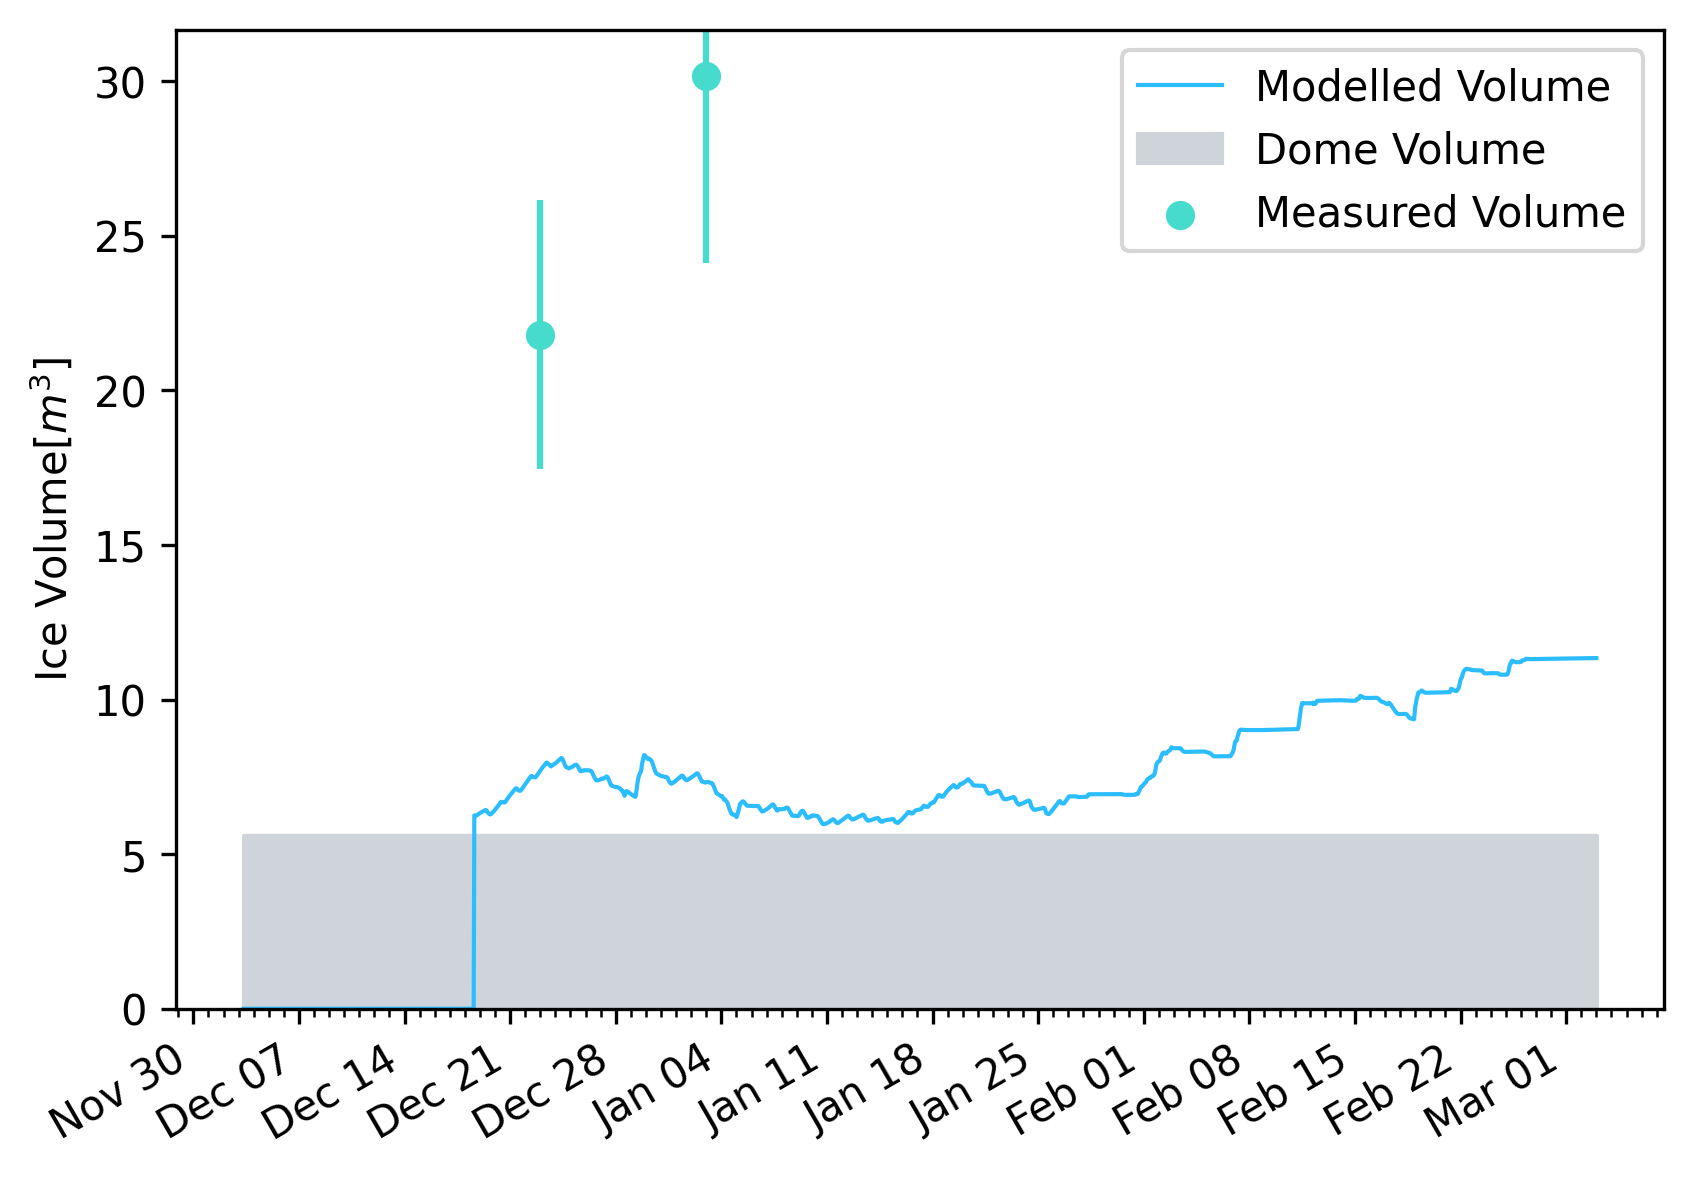 Modelled Volume
Dome Volume
Measured Volume
Ice Volume[m³]
30
25
20
15
10
5
0
Nov 30
Dec 07
Dec 14
Dec 21
Dec 28
Jan 04
Jan 11
Jan 18
Jan 25
Feb 01
Feb 08
Feb 15
Feb 22
Mar 01